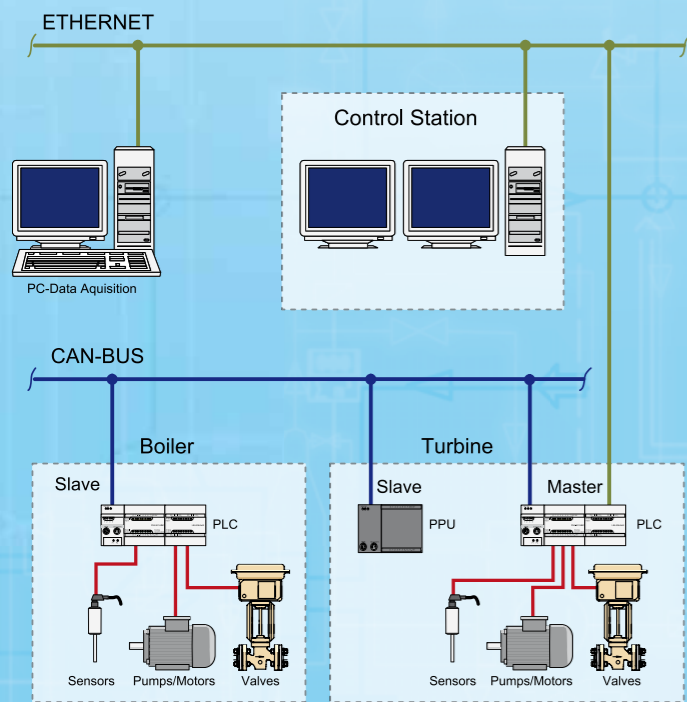 ETHERNET
Control Station
PC-Data Aquisition
CAN-BUS
Boiler
Turbine
Slave
PLC
Slave
PPU
Master
PLC
Sensors
Pumps/Motors
Valves
Sensors
Pumps/Motors
Valves